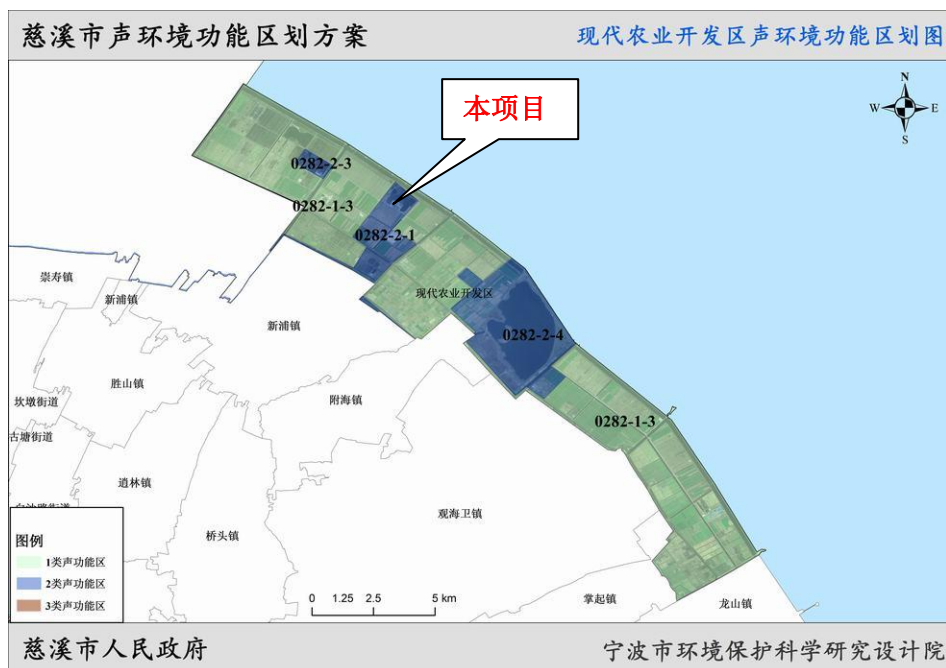 慈溪市声环境功能区划方案
现代农业开发区声环境功能区划图
本项目
N
W
E
S
0282-2-3
0282-1-3
0282-2-1
现代农业开发区
0282-2-4
0282-1-3
崇寿镇
新浦镇
新浦镇
胜山镇
坎墩街道
附海镇
古塘街道
逍林镇
观海卫镇
桥头镇
掌起镇
龙山镇
图例
1类声功能区
2类声功能区
3类声功能区
0 1.25 2.5 5 km
慈溪市人民政府
宁波市环境保护科学研究设计院